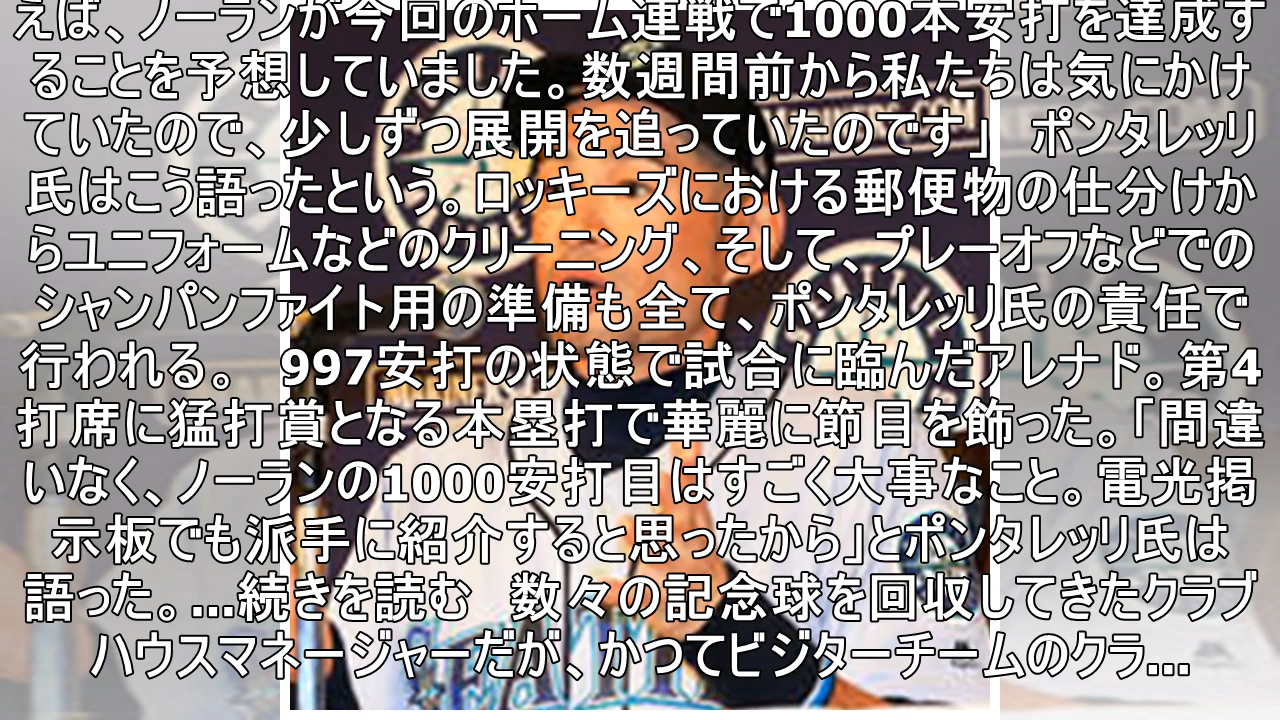 えば、ノーランが今回のホーム連戦で1000本安打を達成す
ることを予想していました。数週間前から私たちは気にかけ
ていたので、少しずつ展開を追っていたのです」 ポンタレッリ
氏はこう語ったという。ロッキーズにおける郵便物の仕分けか
らユニフォームなどのクリーニング、そして、プレーオフなどでの
シャンパンファイト用の準備も全て、ポンタレッリ氏の責任で
行われる。 997安打の状態で試合に臨んだアレナド。第4
打席に猛打賞となる本塁打で華麗に節目を飾った。「間違
いなく、ノーランの1000安打目はすごく大事なこと。電光掲
示板でも派手に紹介すると思ったから」とポンタレッリ氏は
語った。...続きを読む 数々の記念球を回収してきたクラブ
ハウスマネージャーだが、かつてビジターチームのクラ...